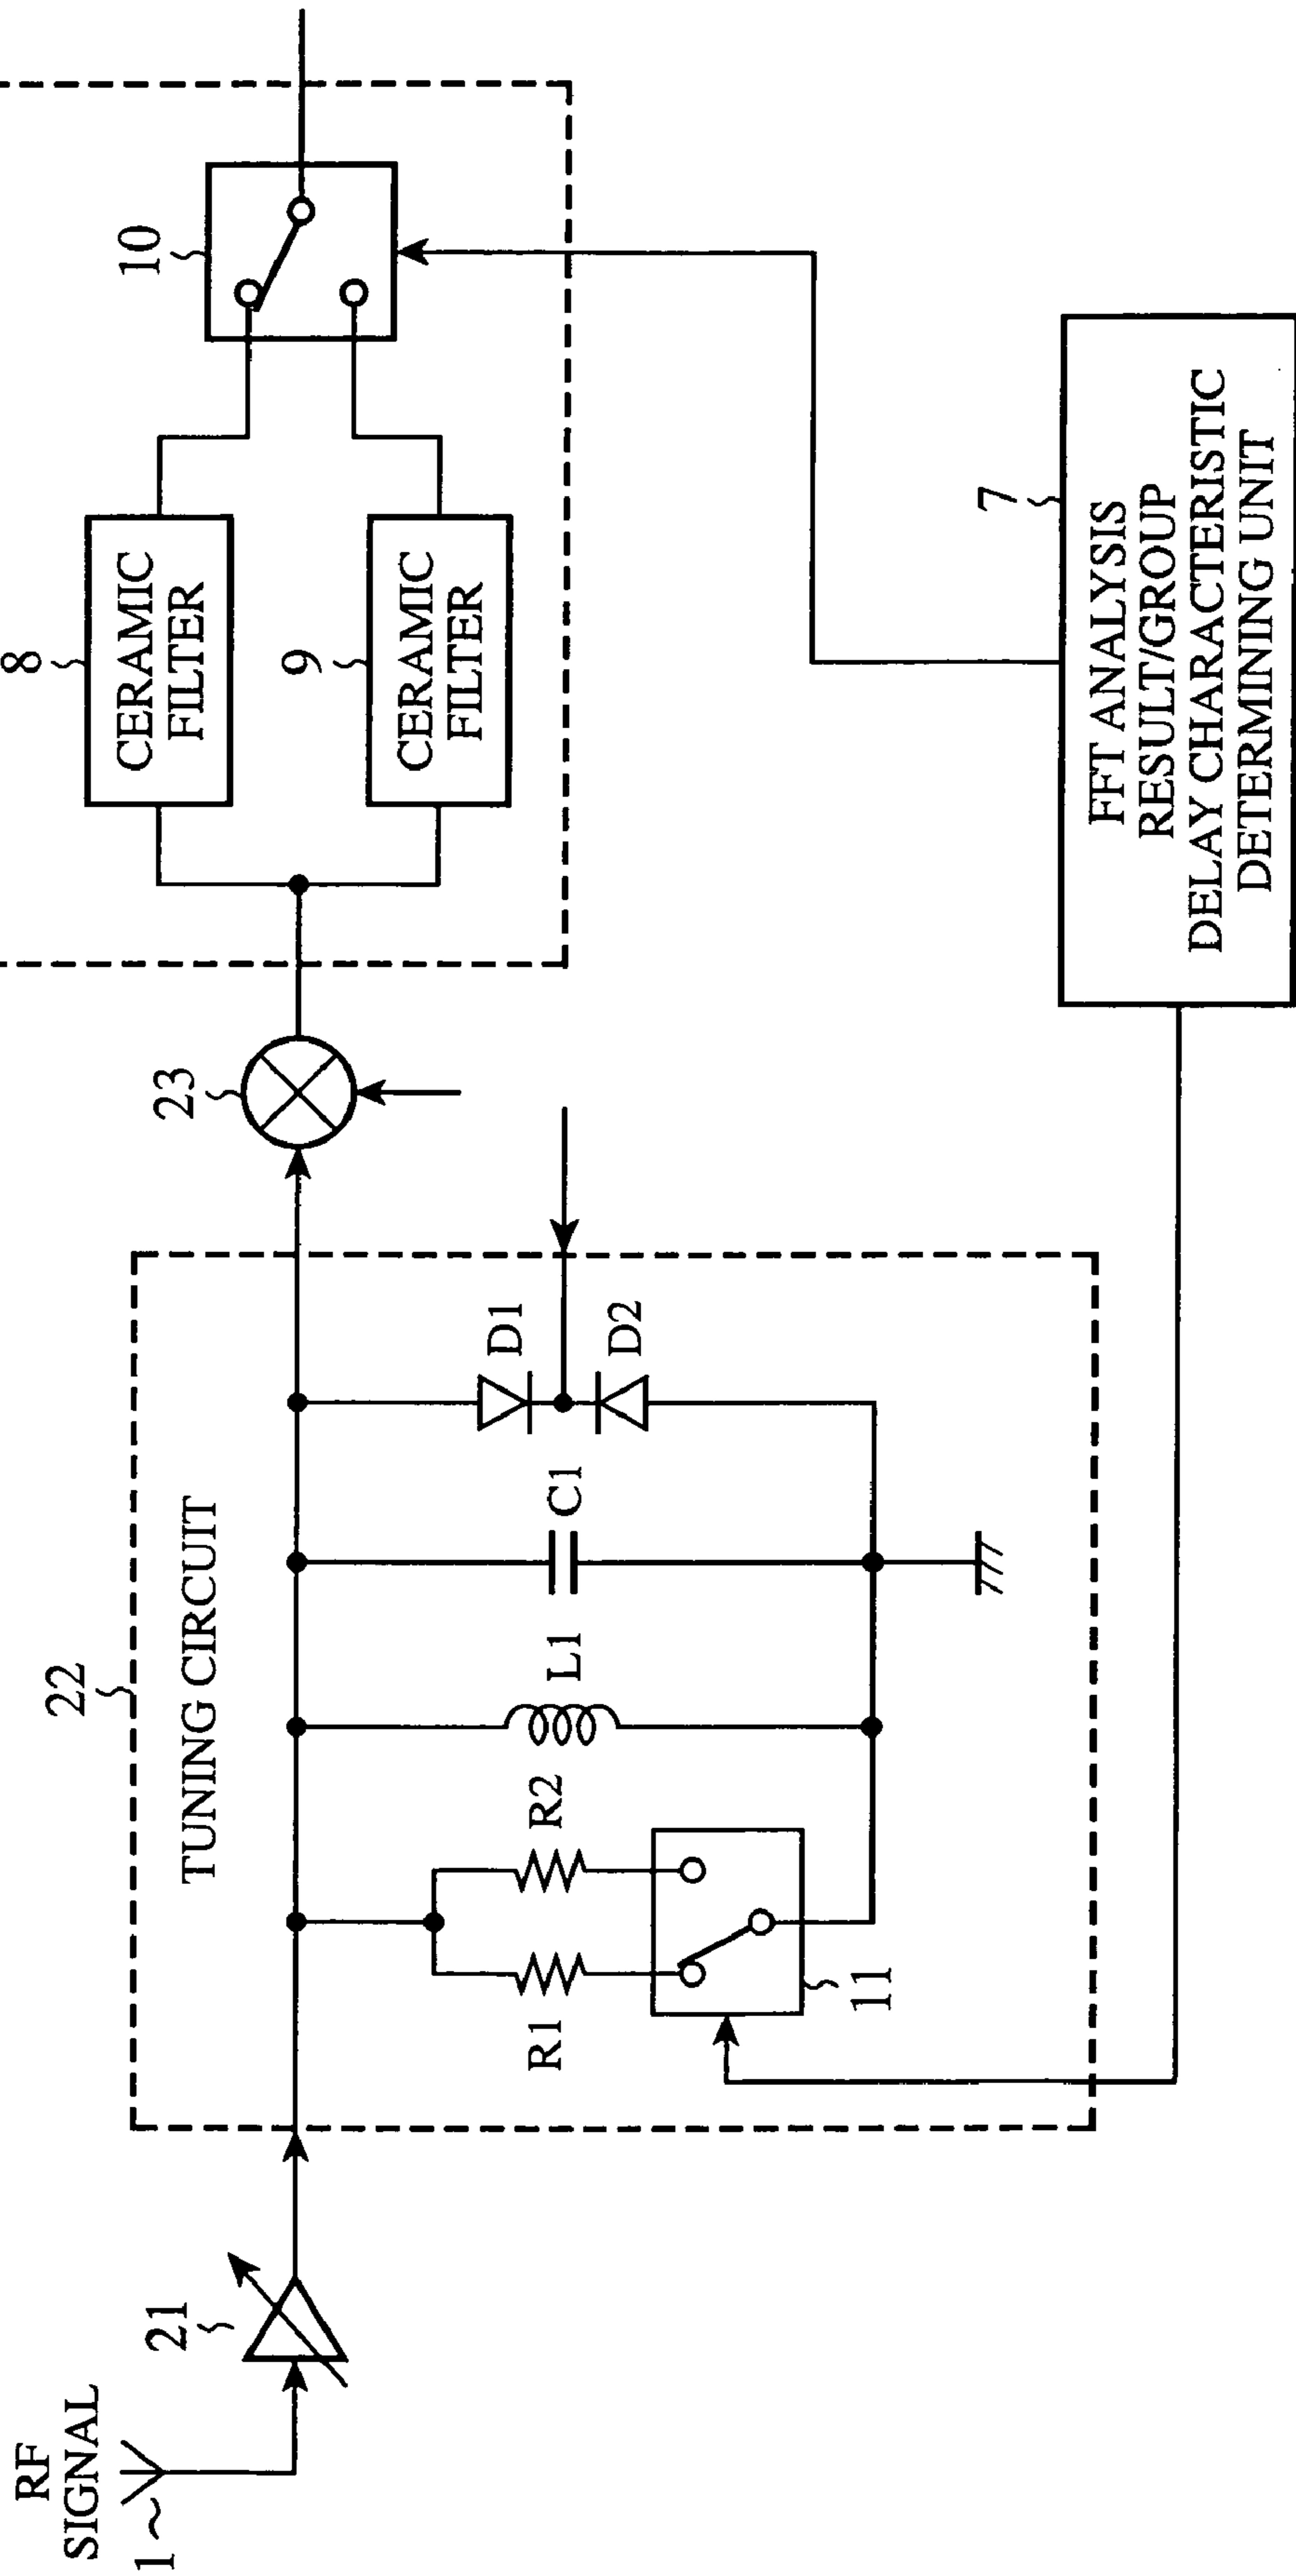 RF
SIGNAL
1
21
22
TUNING CIRCUIT
R1
R2
L1
C1
D1
D2
11
23
8
CERAMIC
FILTER
9
CERAMIC
FILTER
10
7
FFT ANALYSIS
RESULT/GROUP
DELAY CHARACTERISTIC
DETERMINING UNIT